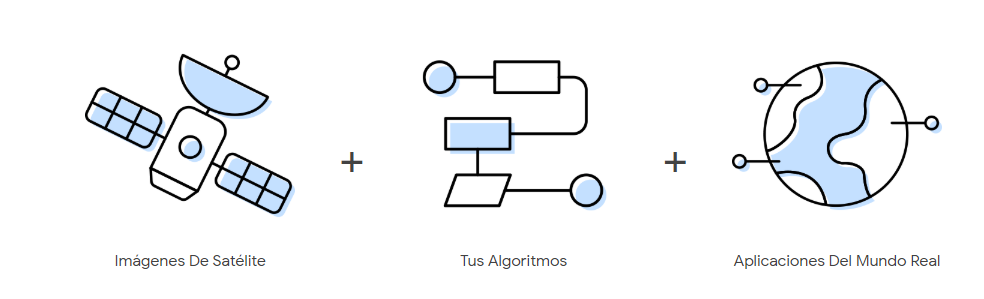 +
+
Imágenes De Satélite
Tus Algoritmos
Aplicaciones Del Mundo Real